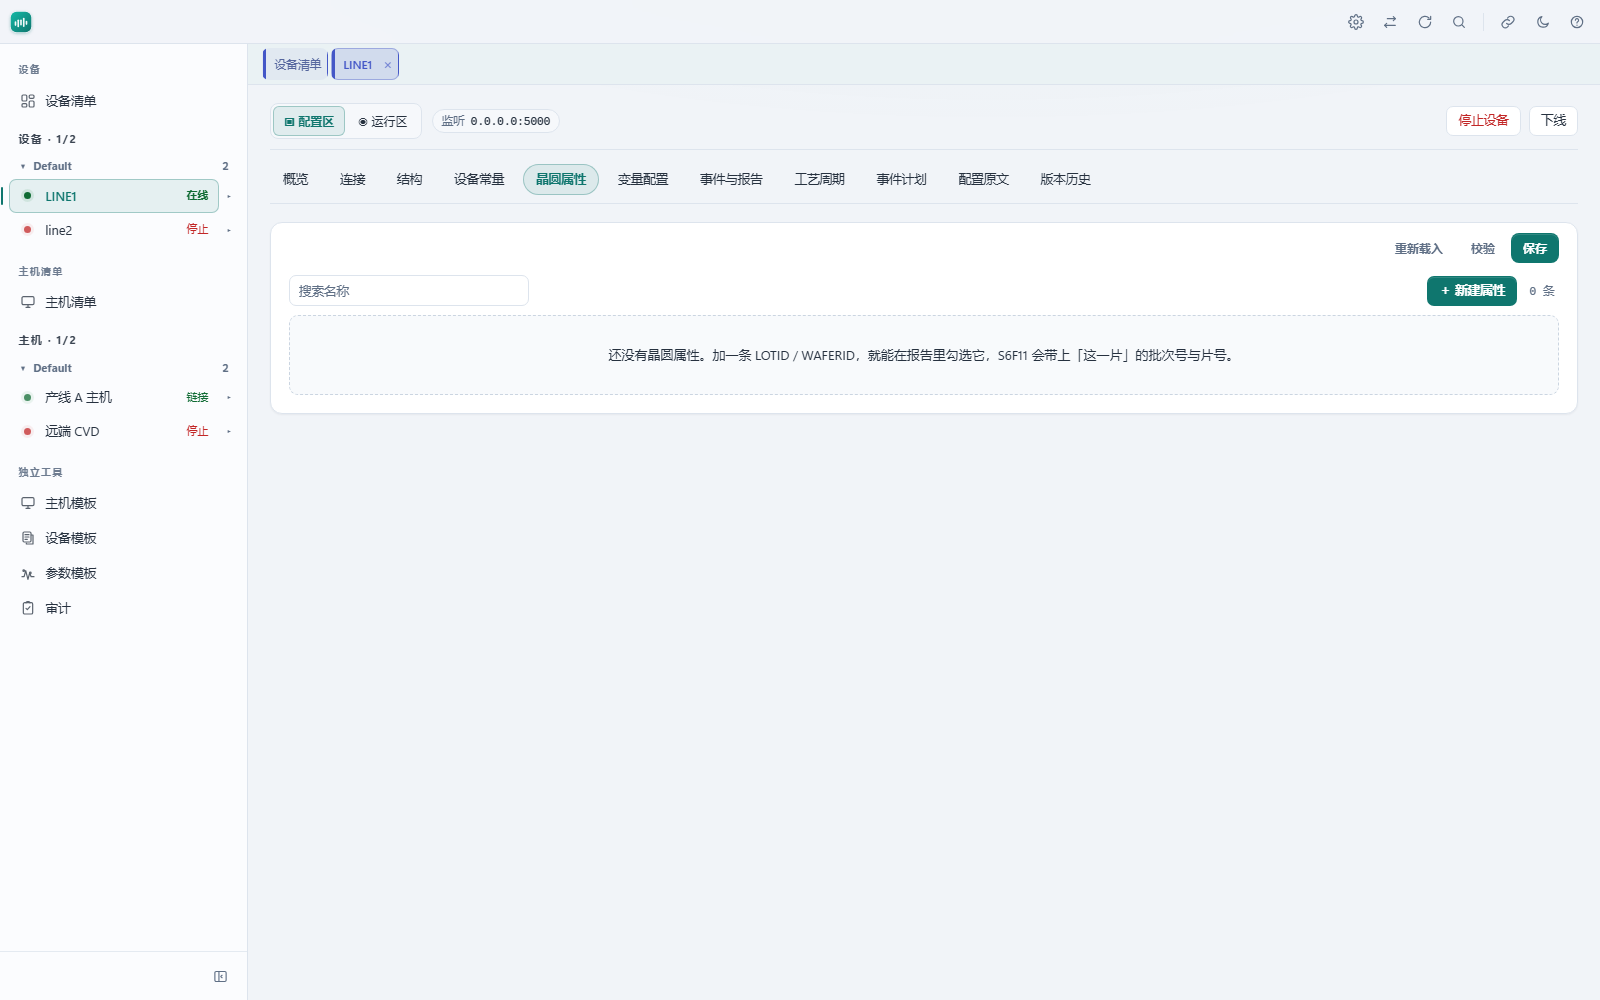 设备
设备清单
设备 · 1/2
Default 2
LINE1 在线
line2 停止
主机清单
主机清单
主机 · 1/2
Default 2
产线 A 主机 链接
远端 CVD 停止
独立工具
主机模板
设备模板
参数模板
审计
设备清单 LINE1 ×
配置区 运行区 监听 0.0.0.0:5000 停止设备 下线
概览 连接 结构 设备常量 晶圆属性 变量配置 事件与报告 工艺周期 事件计划 配置原文 版本历史
重新载入 校验 保存
搜索名称 + 新建属性 0 条
还没有晶圆属性。加一条 LOTID / WAFERID，就能在报告里勾选它，S6F11 会带上「这一片」的批次号与片号。